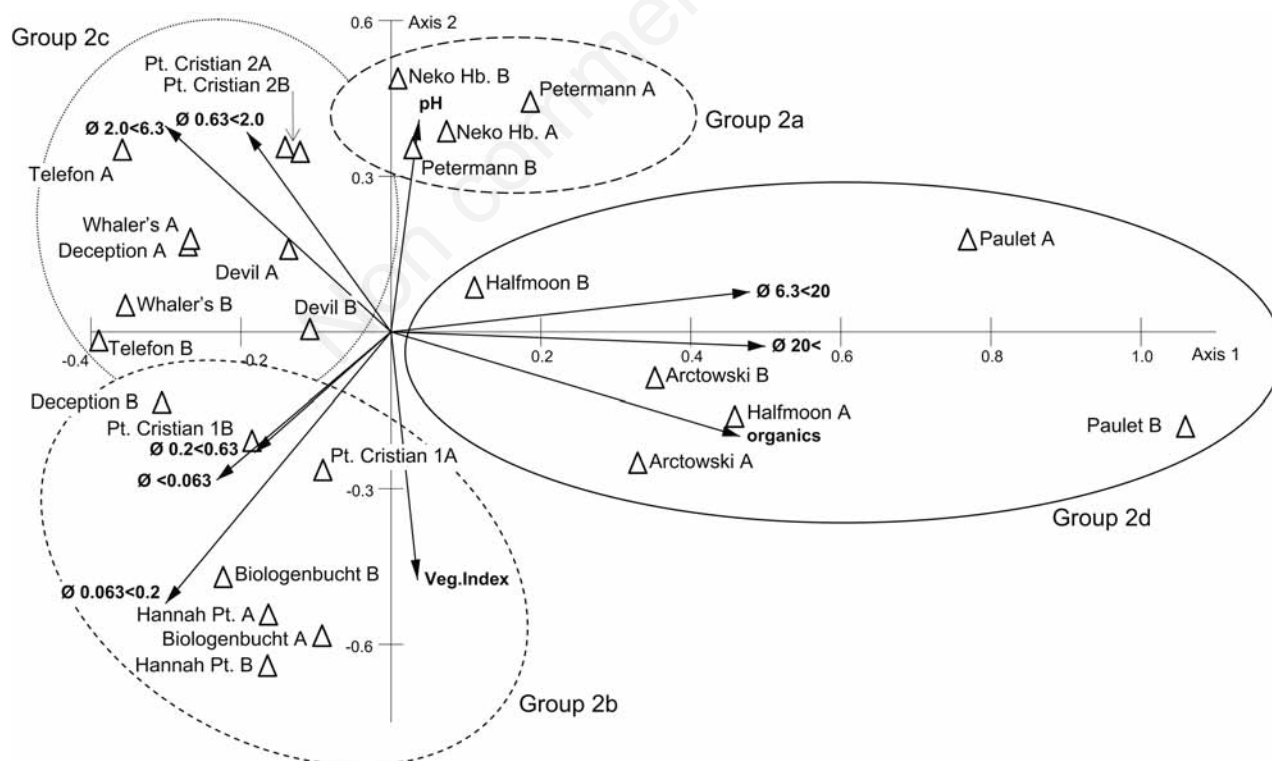 Non commer
0.6
Axis 2
Group 2c
Pt. Cristian 2A
Pt. Cristian 2B
Neko Hb. B
Petermann A
pH
Ø 2.0<6.3
Ø 0.63<2.0
Neko Hb. A
Group 2a
Telefon A
Petermann B
0.3
Whaler's A
Deception A
Paulet A
Devil A
Halfmoon B
Ø 6.3<20
Whaler's B
Devil B
Telefon B
Ø 20<
-0.4
-0.2
0.2
0.4
0.6
0.8
1.0
Axis 1
Arctowski B
Deception B
Halfmoon A
Pt. Cristian 1B
organics
Paulet B
Ø 0.2<0.63
Pt. Cristian 1A
Arctowski A
Ø <0.063
-0.3
Group 2d
Biologenbucht B
Veg.Index
Ø 0.063<0.2
Hannah Pt. A
Biologenbucht A
-0.6
Hannah Pt. B
Group 2b